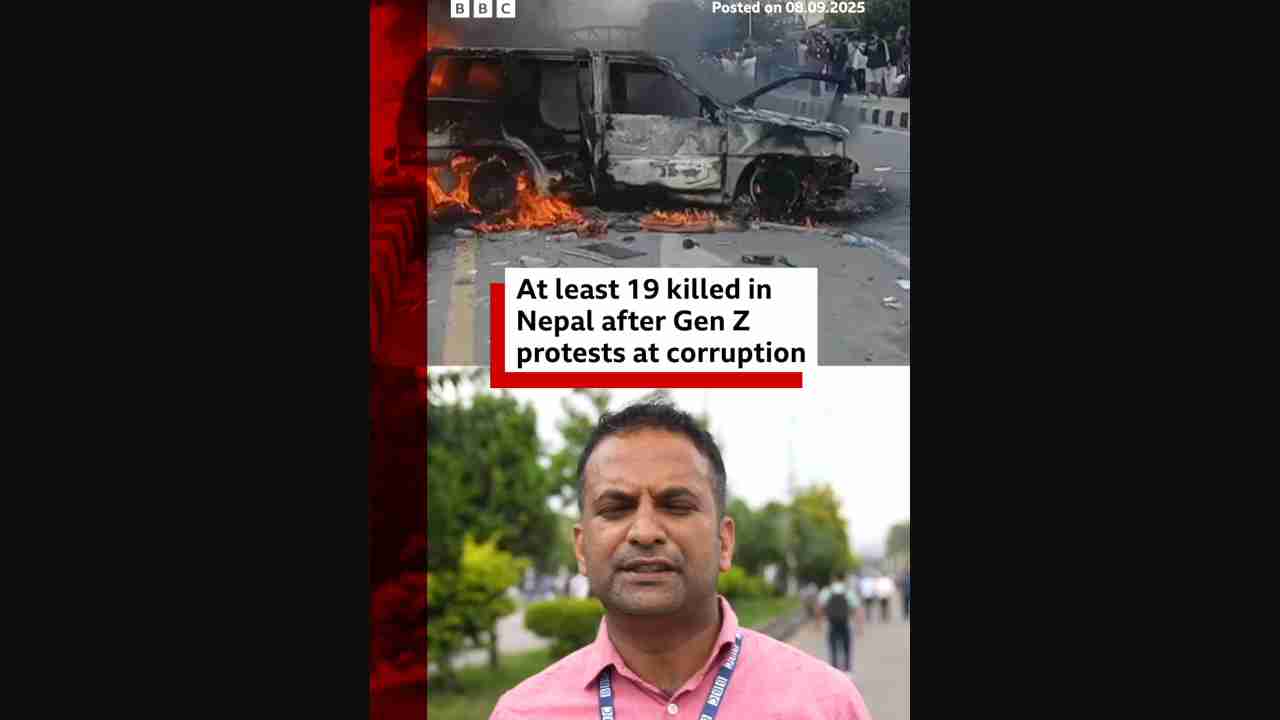 BBC
Posted on 08.09.2025
At least 19 killed in
Nepal after Gen Z
protests at corruption